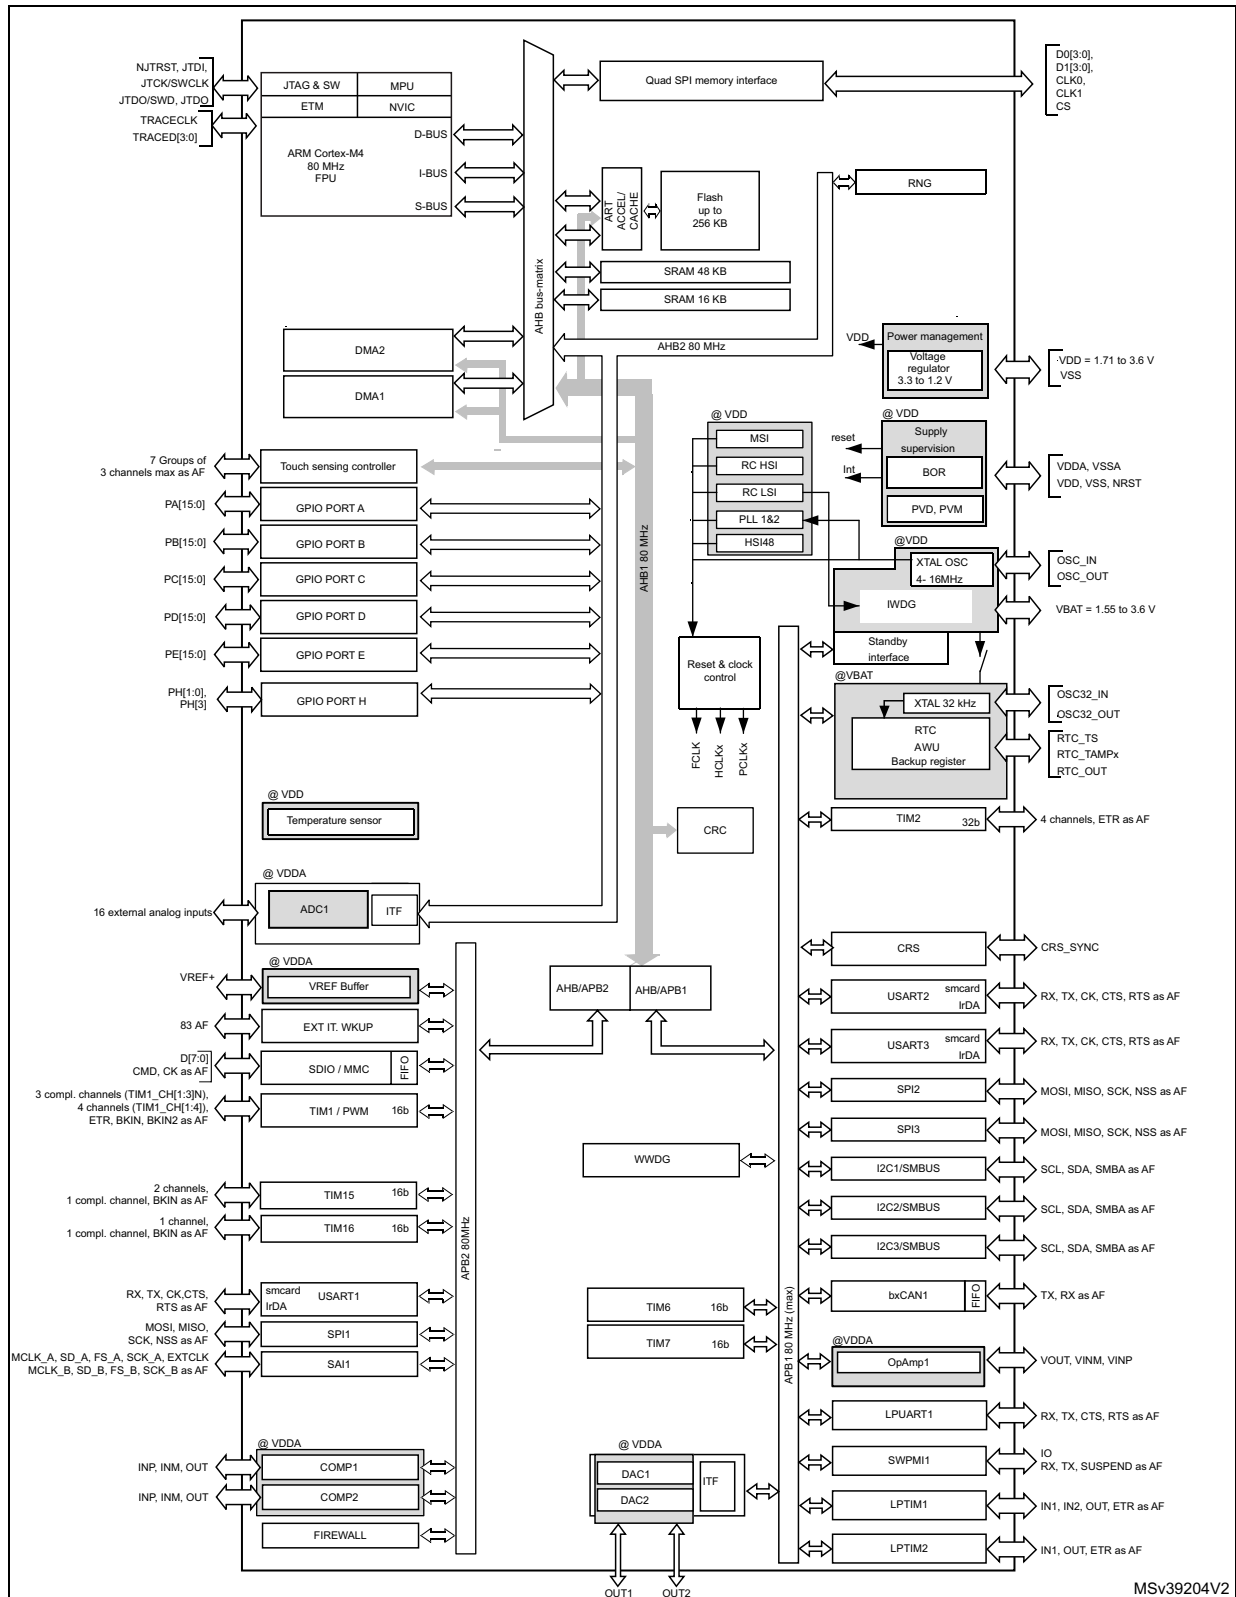 NJTRST, JTDI,
JTCK/SWCLK
JTDO/SWD, JTDO
TRACECLK
TRACED[3:0]
JTAG & SW
MPU
ETM
NVIC
ARM Cortex-M4
80 MHz
FPU
D-BUS
I-BUS
S-BUS
AHB bus-matrix
Quad SPI memory interface
D0[3:0],
D1[3:0],
CLK0,
CLK1
CS
ART
ACCEL/
CACHE
Flash
up to
256 KB
RNG
SRAM 48 KB
SRAM 16 KB
AHB2 80 MHz
DMA2
DMA1
VDD
Power management
Voltage
regulator
3.3 to 1.2 V
VDD = 1.71 to 3.6 V
VSS
@ VDD
MSI
RC HSI
RC LSI
PLL 1&2
HSI48
reset
Int
@ VDD
Supply
supervision
BOR
PVD, PVM
VDDA, VSSA
VDD, VSS, NRST
7 Groups of
3 channels max as AF
Touch sensing controller
PA[15:0]
GPIO PORT A
PB[15:0]
GPIO PORT B
PC[15:0]
GPIO PORT C
PD[15:0]
GPIO PORT D
PE[15:0]
GPIO PORT E
PH[1:0],
PH[3]
GPIO PORT H
AHB1 80 MHz
@VDD
XTAL OSC
4- 16MHz
IWDG
OSC_IN
OSC_OUT
VBAT = 1.55 to 3.6 V
Standby
interface
Reset & clock
control
FCLK
HCLKx
PCLKx
@VBAT
XTAL 32 kHz
RTC
AWU
Backup register
OSC32_IN
OSC32_OUT
RTC_TS
RTC_TAMPx
RTC_OUT
@ VDD
Temperature sensor
CRC
TIM2
32b
4 channels, ETR as AF
@ VDDA
16 external analog inputs
ADC1
ITF
CRS
CRS_SYNC
@ VDDA
VREF+
VREF Buffer
AHB/APB2
AHB/APB1
USART2
smcard
IrDA
RX, TX, CK, CTS, RTS as AF
83 AF
EXT IT. WKUP
USART3
smcard
IrDA
RX, TX, CK, CTS, RTS as AF
D[7:0]
CMD, CK as AF
SDIO / MMC
FIFO
SPI2
MOSI, MISO, SCK, NSS as AF
3 compl. channels (TIM1_CH[1:3]N),
4 channels (TIM1_CH[1:4]),
ETR, BKIN, BKIN2 as AF
TIM1 / PWM
16b
SPI3
MOSI, MISO, SCK, NSS as AF
WWDG
I2C1/SMBUS
SCL, SDA, SMBA as AF
2 channels,
1 compl. channel, BKIN as AF
TIM15
16b
I2C2/SMBUS
SCL, SDA, SMBA as AF
1 channel,
1 compl. channel, BKIN as AF
TIM16
16b
I2C3/SMBUS
SCL, SDA, SMBA as AF
APB2 80MHz
APB1 80 MHz (max)
RX, TX, CK,CTS,
RTS as AF
smcard
IrDA
USART1
TIM6
16b
bxCAN1
FIFO
TX, RX as AF
MOSI, MISO,
SCK, NSS as AF
SPI1
TIM7
16b
@VDDA
OpAmp1
VOUT, VINM, VINP
MCLK_A, SD_A, FS_A, SCK_A, EXTCLK
MCLK_B, SD_B, FS_B, SCK_B as AF
SAI1
LPUART1
RX, TX, CTS, RTS as AF
@ VDDA
INP, INM, OUT
COMP1
INP, INM, OUT
COMP2
FIREWALL
@ VDDA
DAC1
DAC2
ITF
OUT1
OUT2
SWPMI1
IO
RX, TX, SUSPEND as AF
LPTIM1
IN1, IN2, OUT, ETR as AF
LPTIM2
IN1, OUT, ETR as AF
MSv39204V2